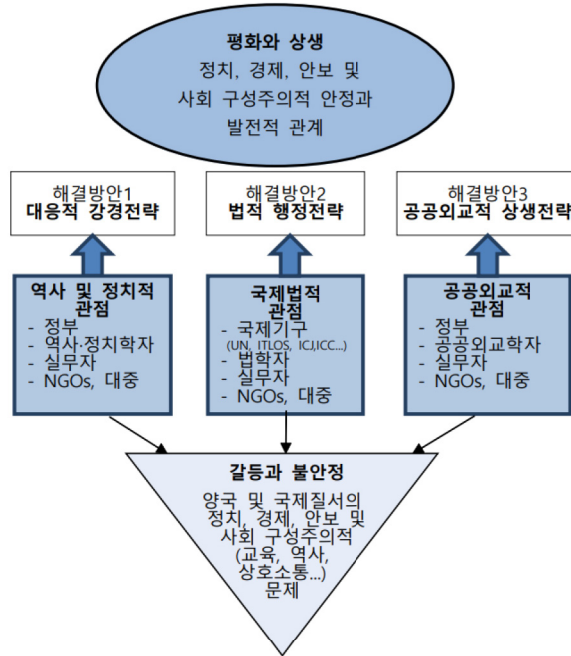 평화와 상생
정치, 경제, 안보 및
사회 구성주의적 안정과
발전적 관계
해결방안1
대응적 강경전략
해결방안2
법적 행정전략
해결방안3
공공외교적 상생전략
역사 및 정치적
관점
- 정부
- 역사·정치학자
- 실무자
- NGOs, 대중
국제법적
관점
- 국제기구
(UN, ITLOS, ICJ,ICC...)
- 법학자
- 실무자
- NGOs, 대중
공공외교적
관점
- 정부
- 공공외교학자
- 실무자
- NGOs, 대중
갈등과 불안정
양국 및 국제질서의
정치, 경제, 안보 및
사회 구성주의적
(교육, 역사,
상호소통...)
문제